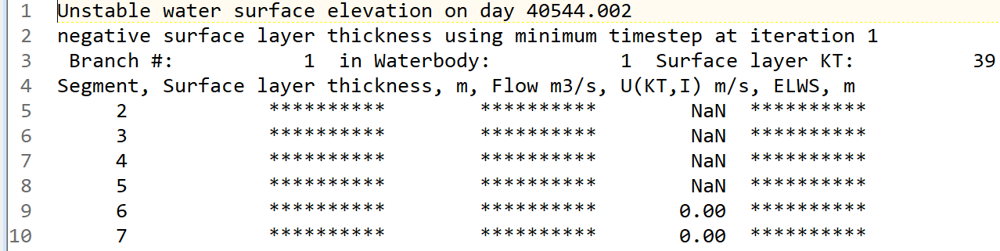 1 Unstable water surface elevation on day 40544.002
2 negative surface layer thickness using minimum timestep at iteration 1
3 Branch #: 1 in Waterbody: 1 Surface layer KT: 39
4 Segment, Surface layer thickness, m, Flow m3/s, U(KT,I) m/s, ELWS, m
5 2 ********** ********** NaN **********
6 3 ********** ********** NaN **********
7 4 ********** ********** NaN **********
8 5 ********** ********** NaN **********
9 6 ********** ********** 0.00 **********
10 7 ********** ********** 0.00 **********